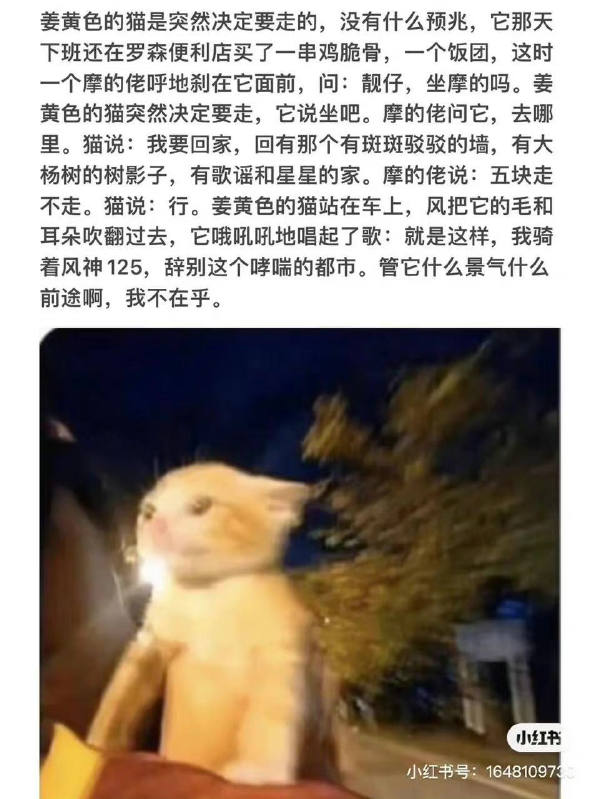 姜黄色的猫是突然决定要走的，没有什么预兆，它那天
下班还在罗森便利店买了一串鸡脆骨，一个饭团，这时
一个摩的佬呼地刹在它面前，问：靓仔，坐摩的吗。姜
黄色的猫突然决定要走，它说坐吧。摩的佬问它，去哪
里。猫说：我要回家，回有那个有斑斑驳驳的墙，有大
杨树的树影子，有歌谣和星星的家。摩的佬说：五块走
不走。猫说：行。姜黄色的猫站在车上，风把它的毛和
耳朵吹翻过去，它哦吼吼地唱起了歌：就是这样，我骑
着风神125，辞别这个哮喘的都市。管它什么景气什么
前途啊，我不在乎。
小红书
小红书号：1648109